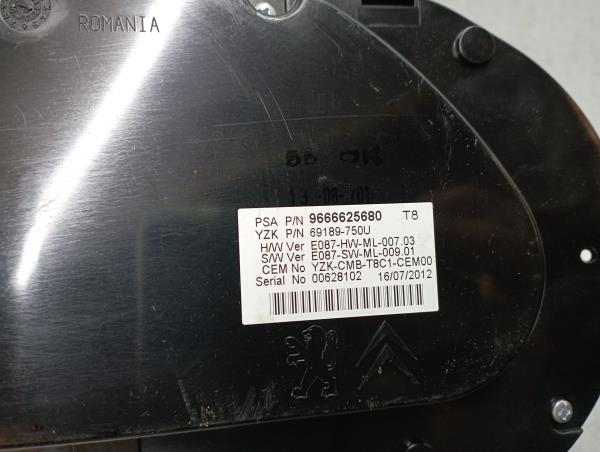 ROMANIA
OK
PSA P/N 9666625680 T8
YZK P/N 69189-750U
H/W Ver E087-HW-ML-007.03
S/W Ver E087-SW-ML-009.01
CEM No YZK-CMB-T8C1-CEM00
Serial No 00628102 16/07/2012